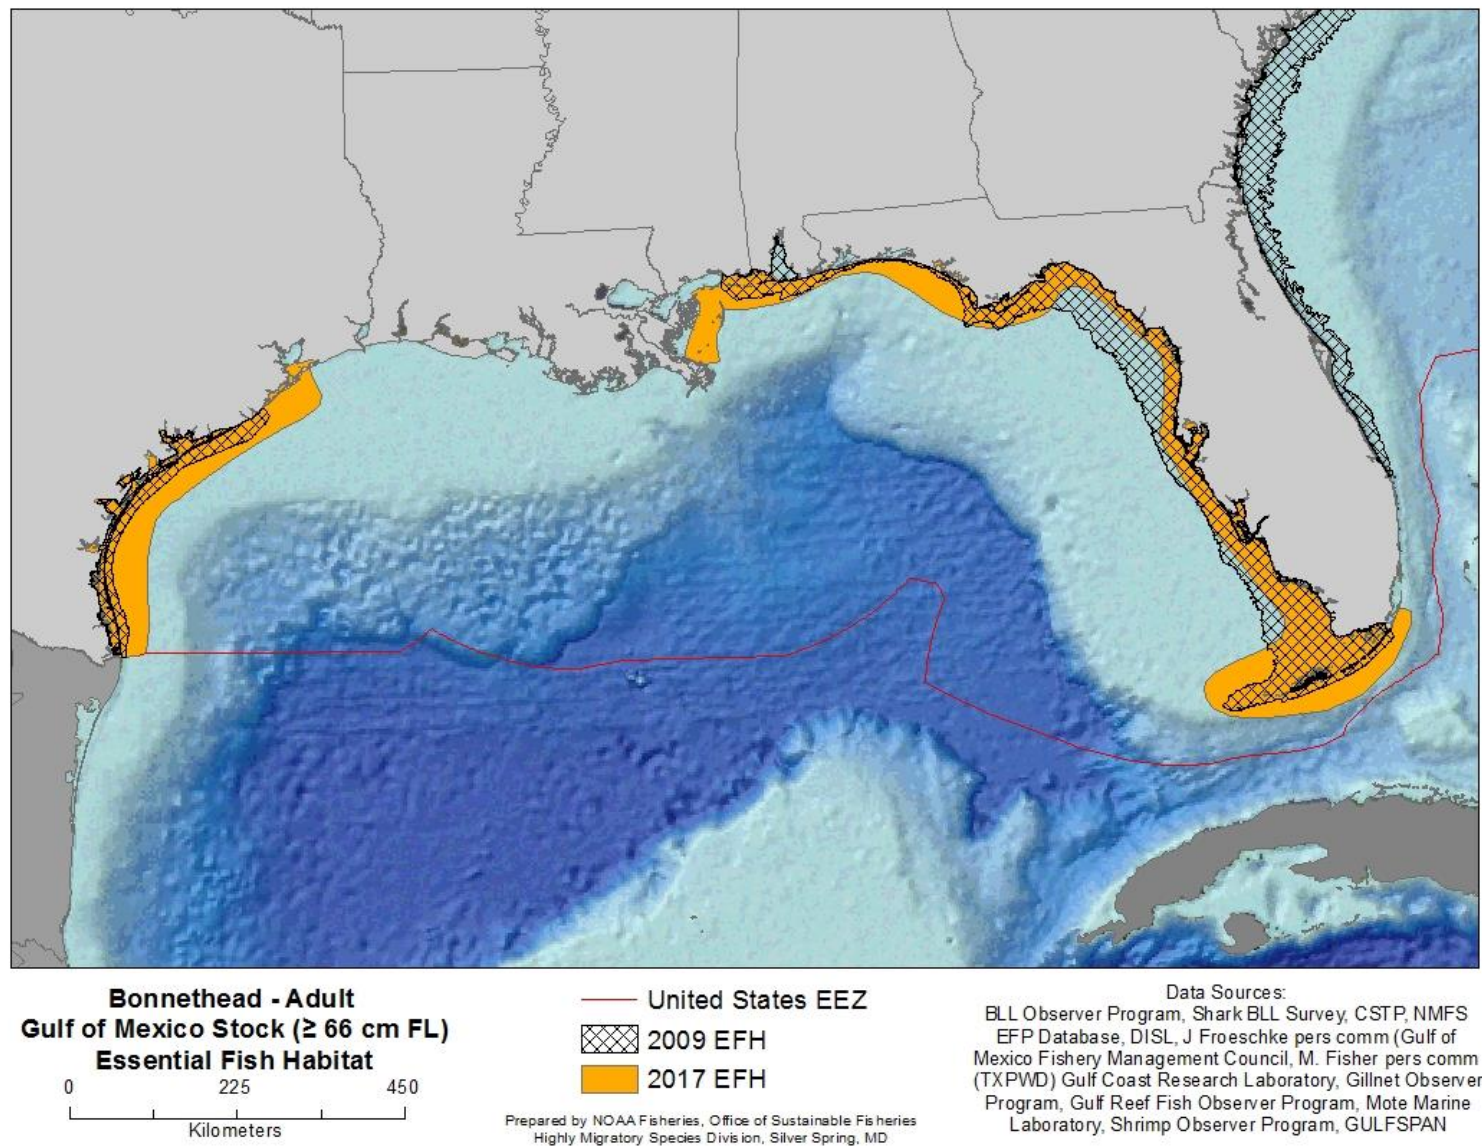 Bonnethead - Adult
Gulf of Mexico Stock (≥ 66 cm FL)
Essential Fish Habitat
0 225 450
Kilometers
United States EEZ
2009 EFH
2017 EFH
Prepared by NOAA Fisheries, Office of Sustainable Fisheries
Highly Migratory Species Division, Silver Spring, MD
Data Sources:
BLL Observer Program, Shark BLL Survey, CSTP, NMFS
EFP Database, DISL, J Froeschke pers comm (Gulf of
Mexico Fishery Management Council, M. Fisher pers comm
(TXPWD) Gulf Coast Research Laboratory, Gillnet Observer
Program, Gulf Reef Fish Observer Program, Mote Marine
Laboratory, Shrimp Observer Program, GULFSPAN